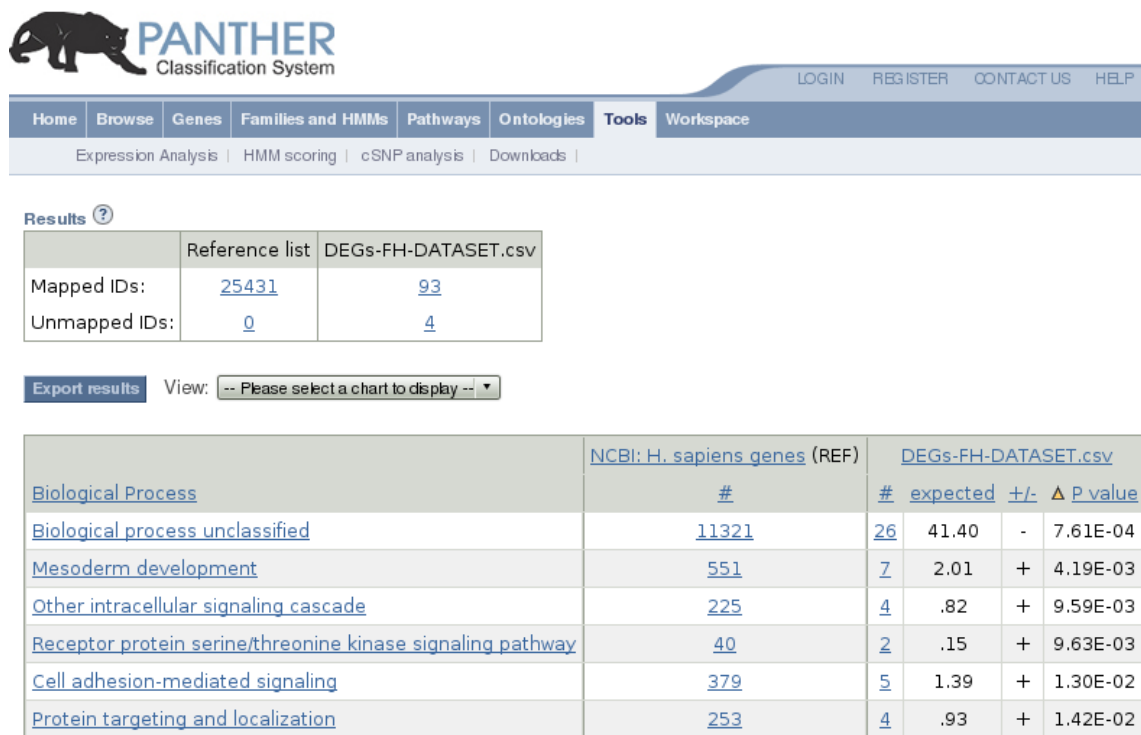 PANTHER
Classification System
LOGIN REGISTER CONTACT US HELP
Home Browse Genes Families and HMMs Pathways Ontologies Tools Workspace
Expression Analysis | HMM scoring | cSNP analysis | Downloads |
Results ?
Reference list DEGs-FH-DATASET.csv
Mapped IDs: 25431 93
Unmapped IDs: 0 4
Export results View: -- Please select a chart to display --
NCBI: H. sapiens genes (REF) DEGs-FH-DATASET.csv
Biological Process # # expected +/- P value
Biological process unclassified 11321 26 41.40 - 7.61E-04
Mesoderm development 551 7 2.01 + 4.19E-03
Other intracellular signaling cascade 225 4 .82 + 9.59E-03
Receptor protein serine/threonine kinase signaling pathway 40 2 .15 + 9.63E-03
Cell adhesion-mediated signaling 379 5 1.39 + 1.30E-02
Protein targeting and localization 253 4 .93 + 1.42E-02